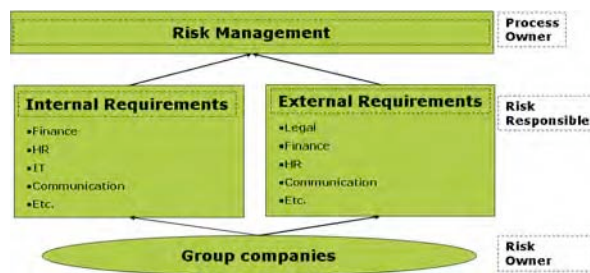 Risk Management
Process
Owner
Internal Requirements
•Finance
•HR
•IT
•Communication
•Etc.
External Requirements
•Legal
•Finance
•HR
•Communication
•Etc.
Risk
Responsible
Group companies
Risk
Owner